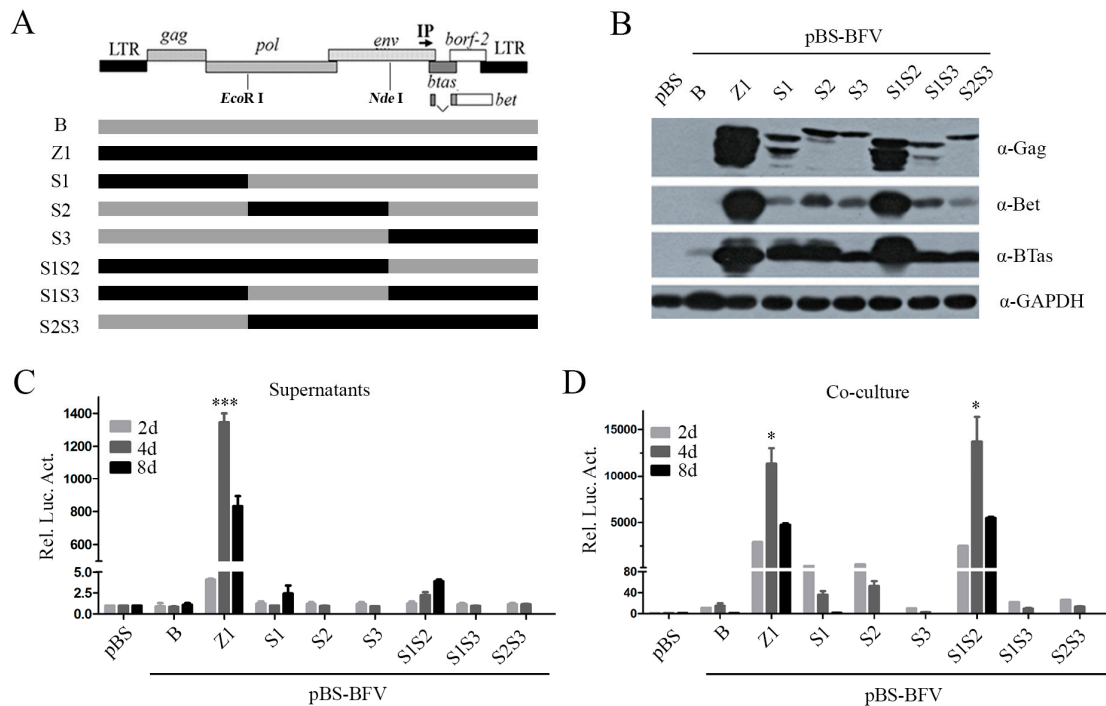 A
LTR
gag
pol
env
IP
borf-2
LTR
btas
EcoR I
Nde I
bet
B
Z1
S1
S2
S3
S1S2
S1S3
S2S3
B
pBS-BFV
pBS
B
Z1
S1
S2
S3
S1S2
S1S3
S2S3
α-Gag
α-Bet
α-BTas
α-GAPDH
C
Supernatants
Rel. Luc. Act.
1400
1200
1000
800
600
5.0
2.5
0.0
2d
4d
8d
***
pBS
B
Z1
S1
S2
S3
S1S2
S1S3
S2S3
pBS-BFV
D
Co-culture
Rel. Luc. Act.
15000
10000
5000
80
40
0
2d
4d
8d
*
*
pBS
B
Z1
S1
S2
S3
S1S2
S1S3
S2S3
pBS-BFV